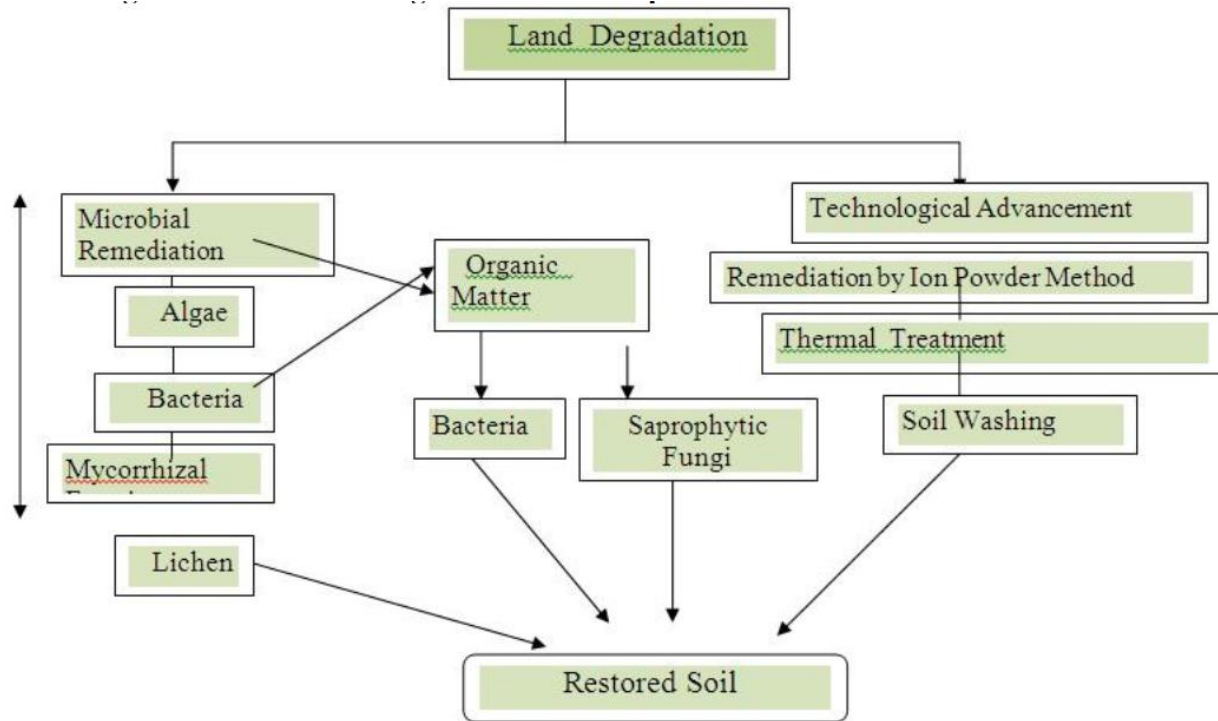 Land Degradation
Microbial
Remediation
Algae
Bacteria
Mycorrhizal
Lichen
Organic
Matter
Bacteria
Saprophytic
Fungi
Technological Advancement
Remediation by Ion Powder Method
Thermal Treatment
Soil Washing
Restored Soil